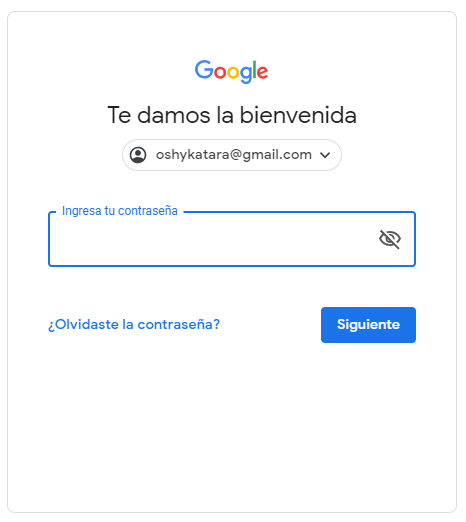 Google
Te damos la bienvenida
oshykatara@gmail.com
Ingresa tu contraseña
¿Olvidaste la contraseña?
Siguiente